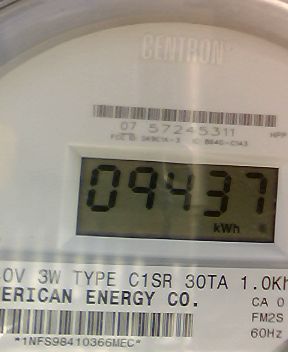 CENTRON
07 57245311
HPP
09437
kWh
.0V 3W TYPE C1SR 30TA 1.0Kh
ERICAN ENERGY CO.
CA 0
FM2S
60Hz
*1NFS98410366MEC*